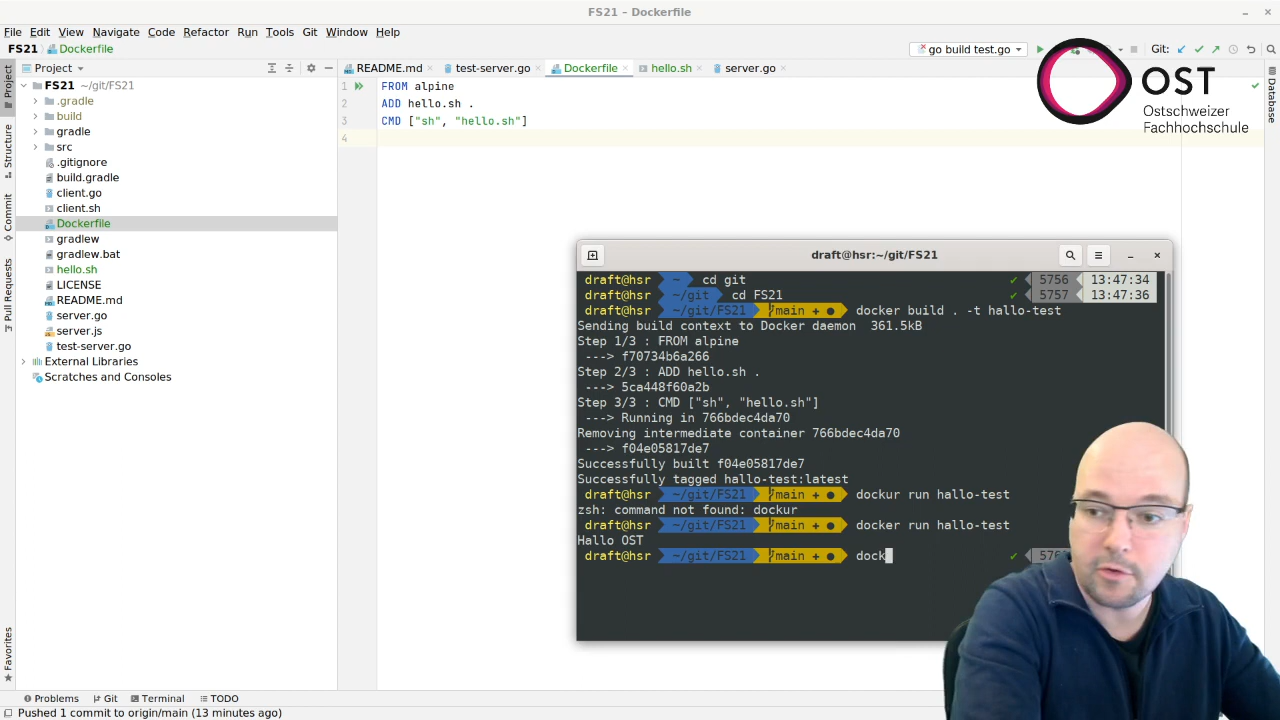 FS21 – Dockerfile
File Edit View Navigate Code Refactor Run Tools Git Window Help
FS21 Dockerfile
go build test.go
Git:
Project
README.md
test-server.go
Dockerfile
hello.sh
server.go
Project
Structure
Commit
Pull Requests
Favorites
Database
FS21 ~/git/FS21
.gradle
build
gradle
src
.gitignore
build.gradle
client.go
client.sh
Dockerfile
gradlew
gradlew.bat
hello.sh
LICENSE
README.md
server.go
server.js
test-server.go
External Libraries
Scratches and Consoles
1 FROM alpine
2 ADD hello.sh .
3 CMD ["sh", "hello.sh"]
4
OST
Ostschweizer
Fachhochschule
draft@hsr:~/git/FS21
draft@hsr ~ cd git ✔ 5756 13:47:34
draft@hsr ~/git cd FS21 ✔ 5757 13:47:36
draft@hsr ~/git/FS21 main + ● docker build . -t hallo-test
Sending build context to Docker daemon 361.5kB
Step 1/3 : FROM alpine
---> f70734b6a266
Step 2/3 : ADD hello.sh .
---> 5ca448f60a2b
Step 3/3 : CMD ["sh", "hello.sh"]
---> Running in 766bdec4da70
Removing intermediate container 766bdec4da70
---> f04e05817de7
Successfully built f04e05817de7
Successfully tagged hallo-test:latest
draft@hsr ~/git/FS21 main + ● dockur run hallo-test
zsh: command not found: dockur
draft@hsr ~/git/FS21 main + ● docker run hallo-test
Hallo OST
draft@hsr ~/git/FS21 main + ● dock ✔
Problems Git Terminal TODO
Pushed 1 commit to origin/main (13 minutes ago)